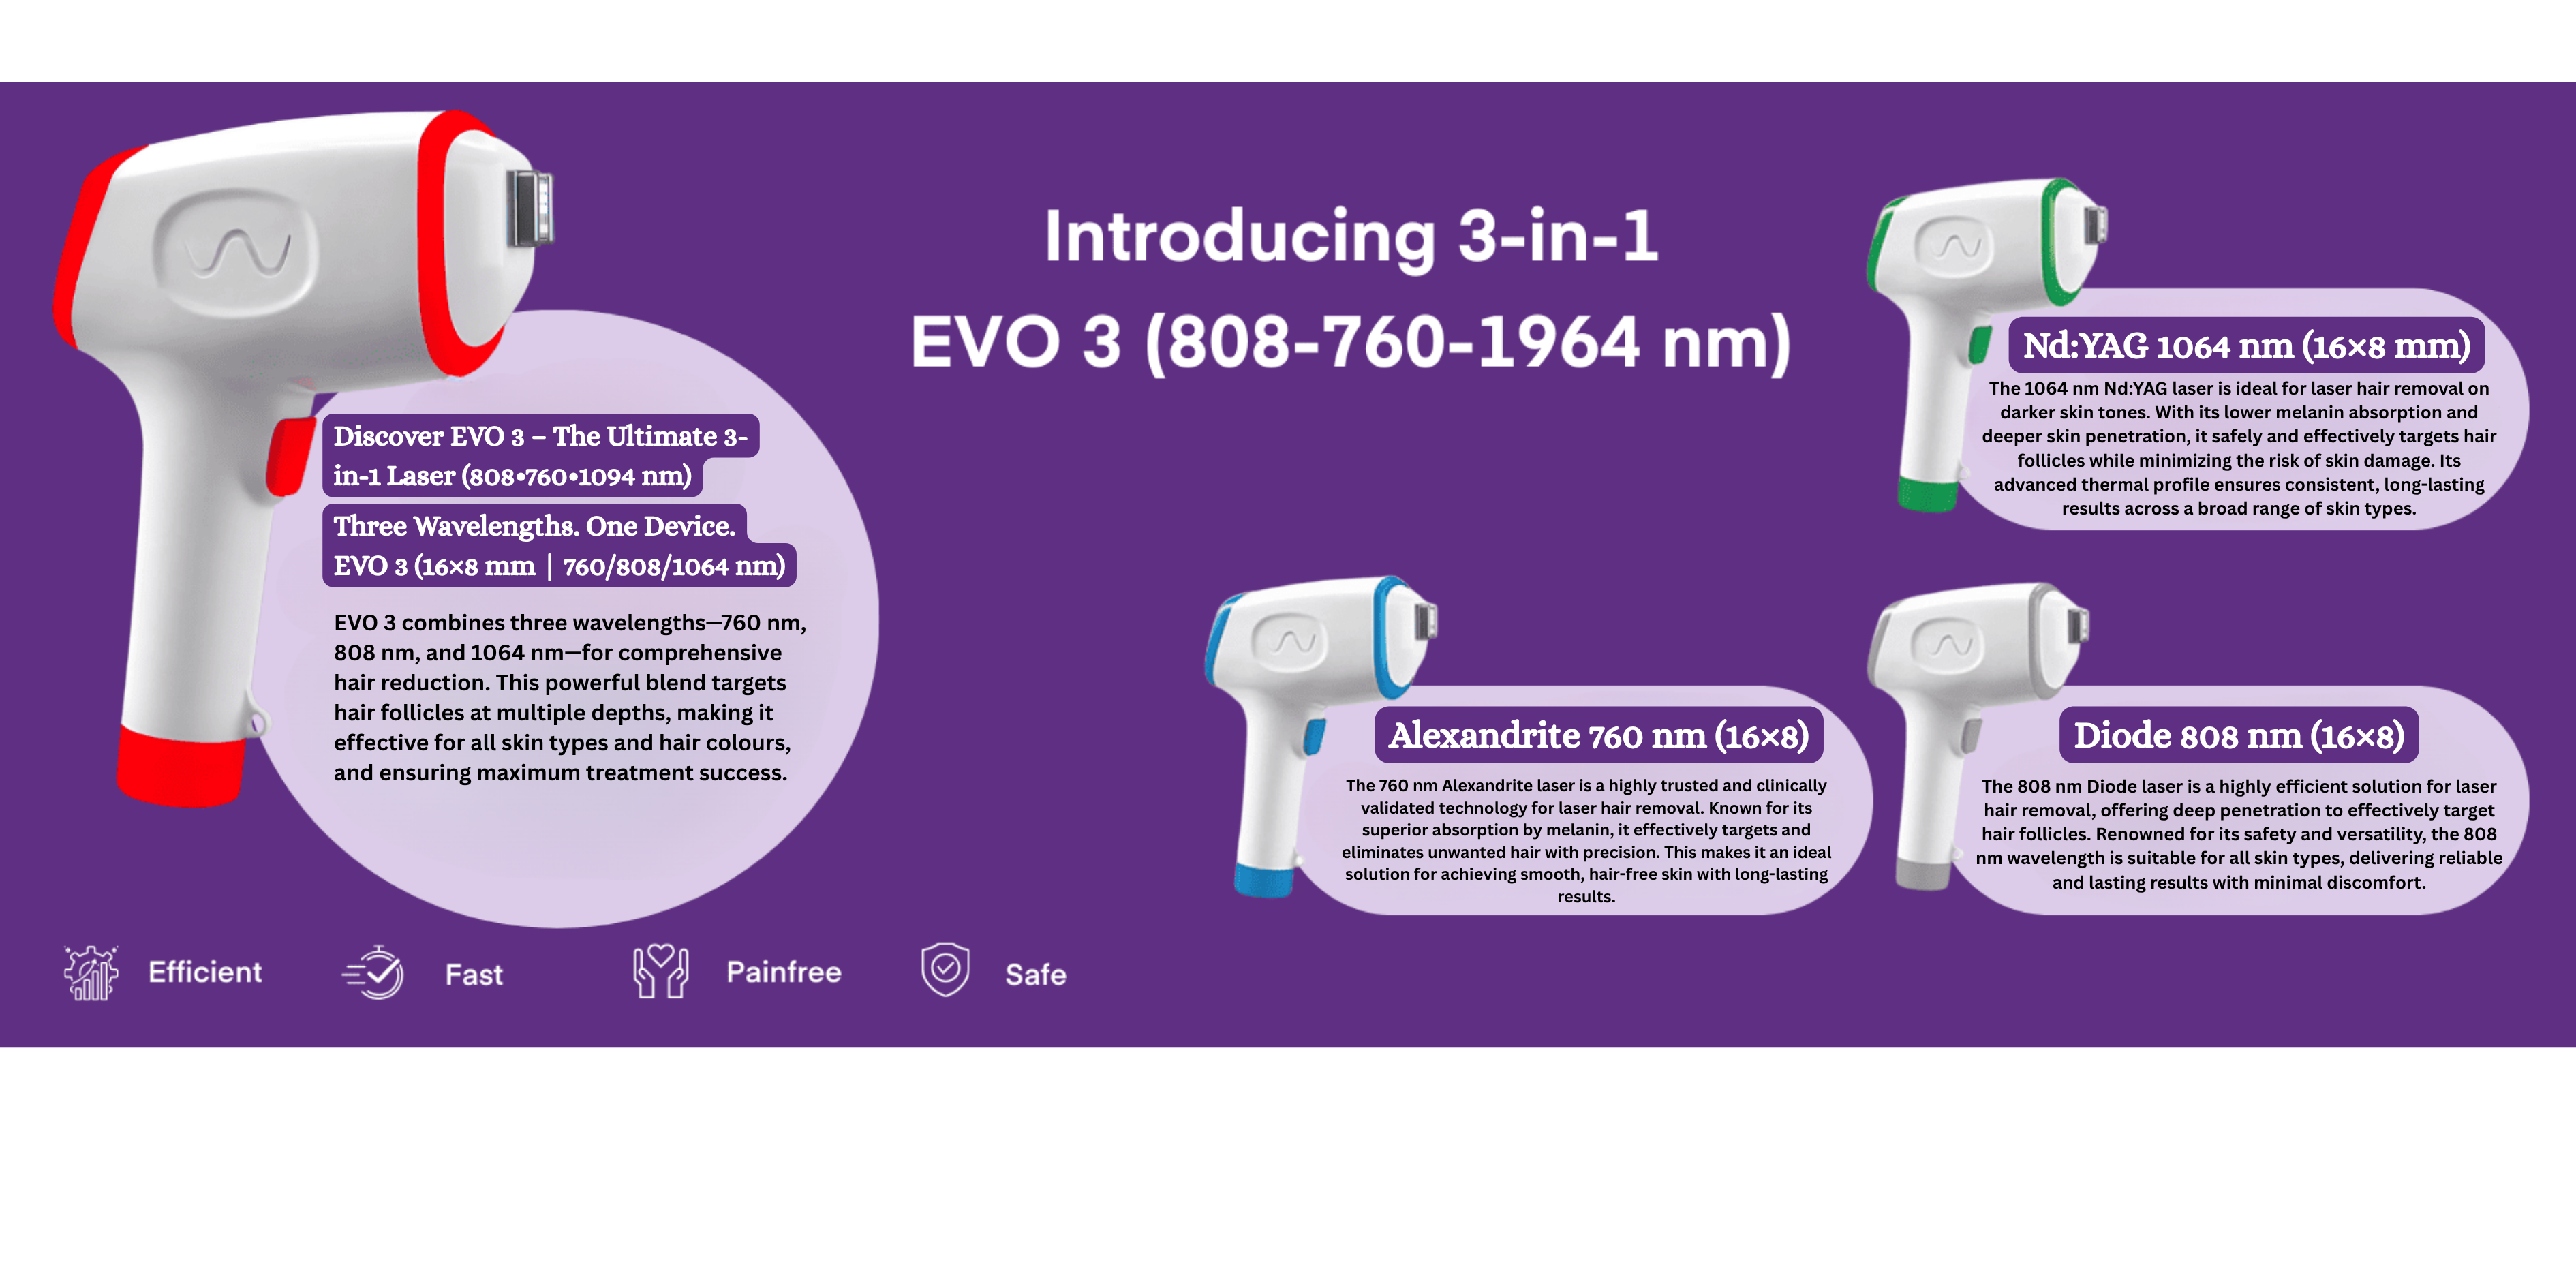 Introducing 3-in-1
EVO 3 (808-760-1964 nm)
Discover EVO 3 – The Ultimate 3-
in-1 Laser (808•760•1094 nm)
Three Wavelengths. One Device.
EVO 3 (16×8 mm | 760/808/1064 nm)
EVO 3 combines three wavelengths—760 nm,
808 nm, and 1064 nm—for comprehensive
hair reduction. This powerful blend targets
hair follicles at multiple depths, making it
effective for all skin types and hair colours,
and ensuring maximum treatment success.
Nd:YAG 1064 nm (16×8 mm)
The 1064 nm Nd:YAG laser is ideal for laser hair removal on
darker skin tones. With its lower melanin absorption and
deeper skin penetration, it safely and effectively targets hair
follicles while minimizing the risk of skin damage. Its
advanced thermal profile ensures consistent, long-lasting
results across a broad range of skin types.
Alexandrite 760 nm (16×8)
The 760 nm Alexandrite laser is a highly trusted and clinically
validated technology for laser hair removal. Known for its
superior absorption by melanin, it effectively targets and
eliminates unwanted hair with precision. This makes it an ideal
solution for achieving smooth, hair-free skin with long-lasting
results.
Diode 808 nm (16×8)
The 808 nm Diode laser is a highly efficient solution for laser
hair removal, offering deep penetration to effectively target
hair follicles. Renowned for its safety and versatility, the 808
nm wavelength is suitable for all skin types, delivering reliable
and lasting results with minimal discomfort.
Efficient
Fast
Painfree
Safe